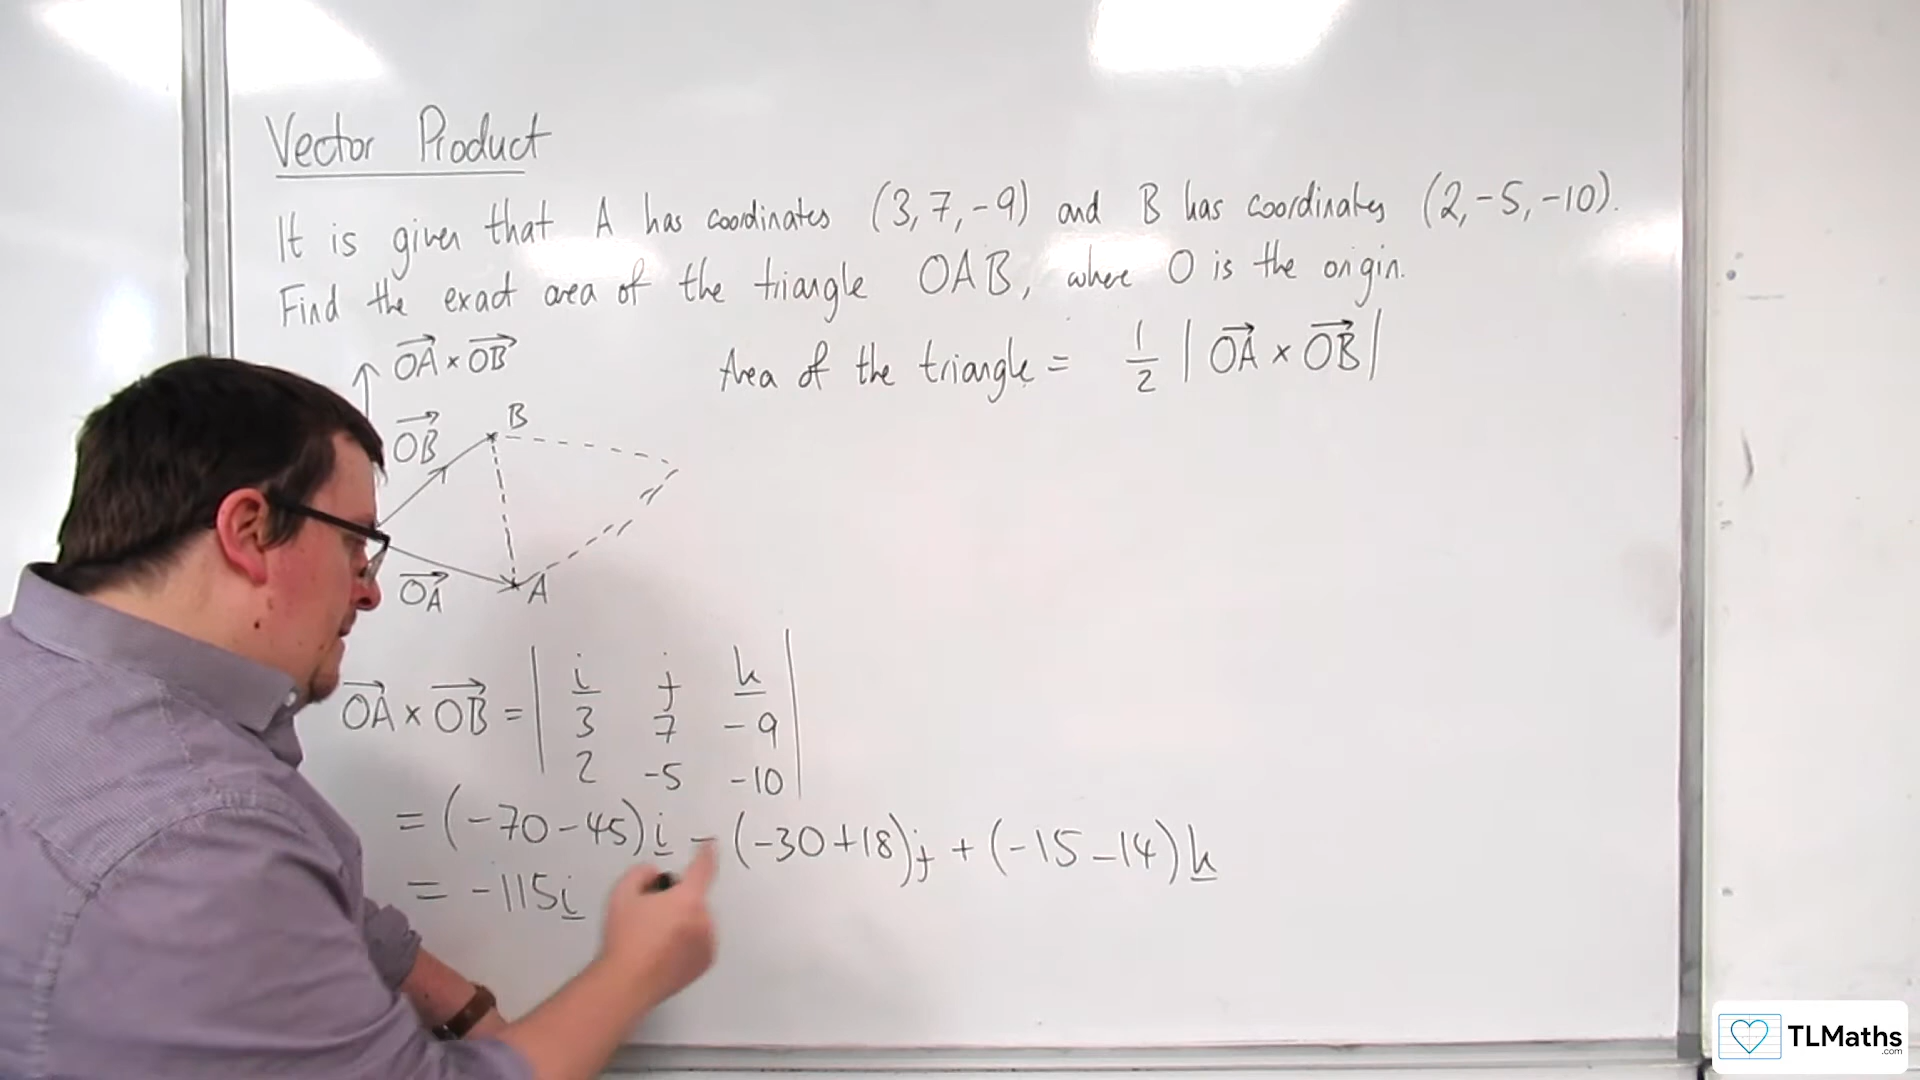 Vector Product
It is given that A has coordinates (3, 7, -9) and B has coordinates (2, -5, -10).
Find the exact area of the triangle OAB, where O is the origin.
OA × OB
Area of the triangle = 1/2 | OA × OB |
OB
B
OA
A
OA × OB = | i j k |
3 7 -9
2 -5 -10
= (-70 - 45) i - (-30 + 18) j + (-15 - 14) k
= -115 i
TLMaths
.com